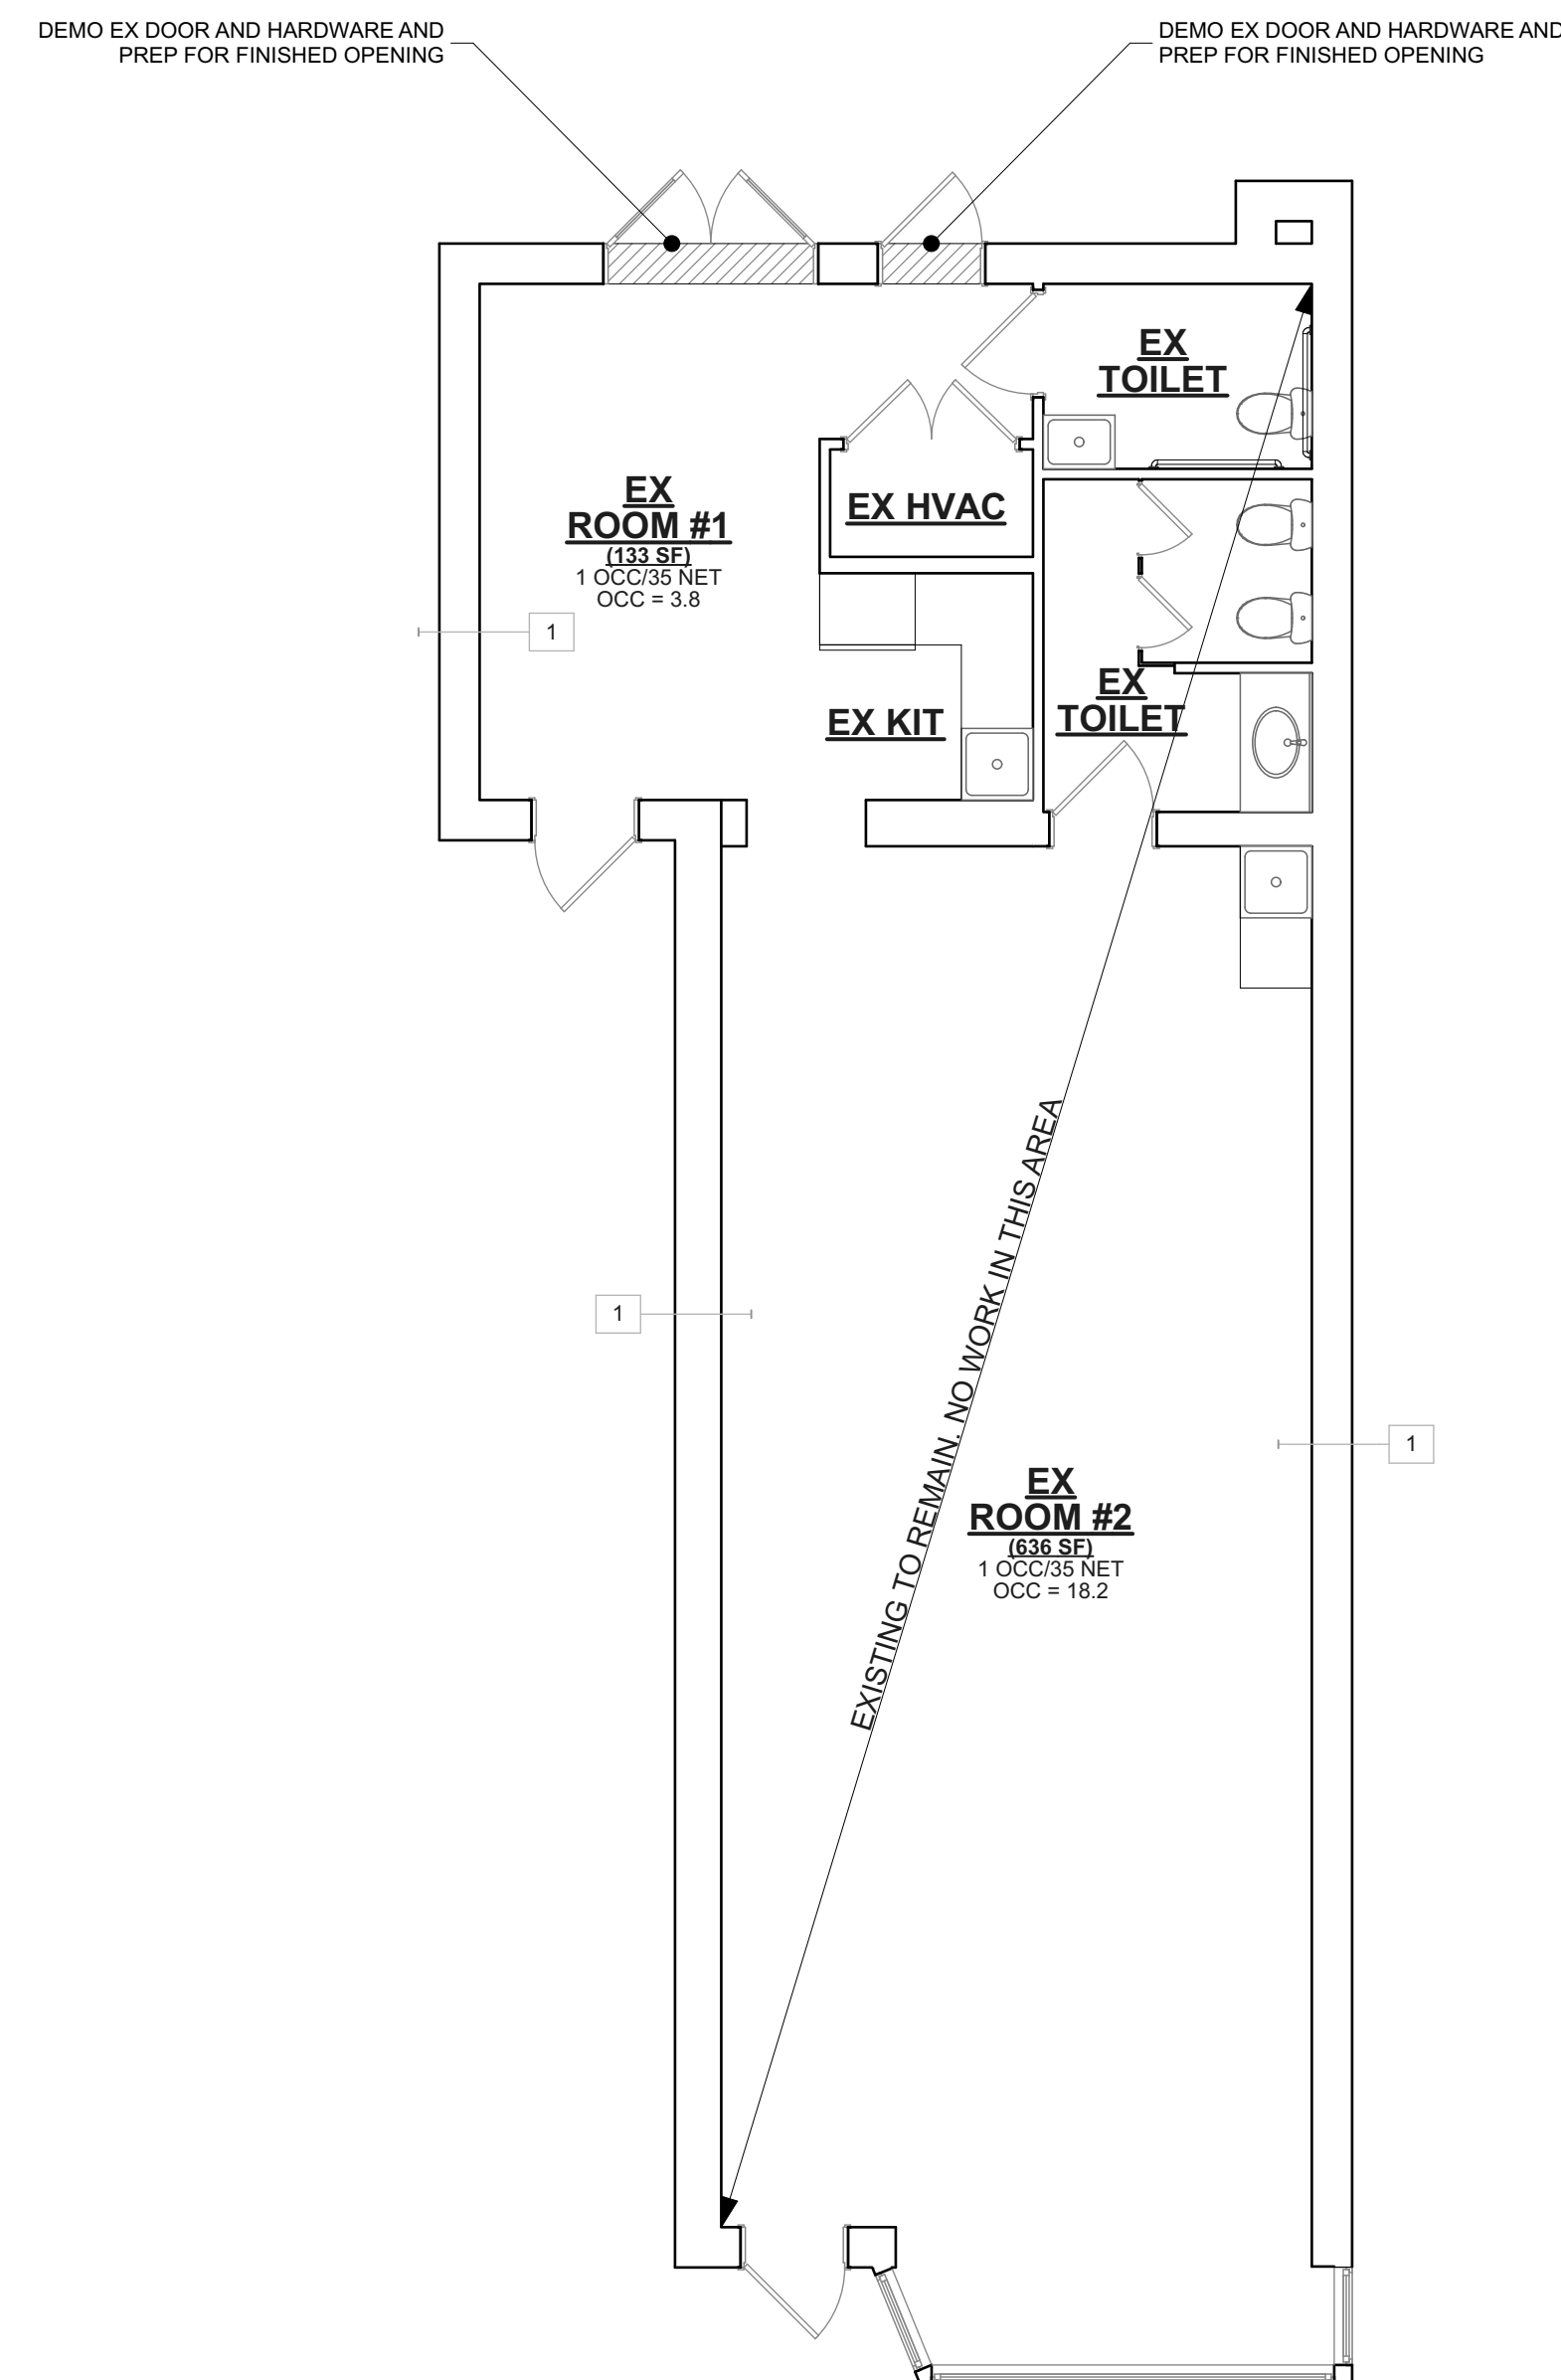 DEMO EX DOOR AND HARDWARE AND
PREP FOR FINISHED OPENING
DEMO EX DOOR AND HARDWARE AND
PREP FOR FINISHED OPENING
EX
TOILET
EX
ROOM #1
(133 SF)
1 OCC/35 NET
OCC = 3.8
EX HVAC
1
EX
TOILET
EX KIT
EXISTING TO REMAIN. NO WORK IN THIS AREA
1
1
EX
ROOM #2
(636 SF)
1 OCC/35 NET
OCC = 18.2